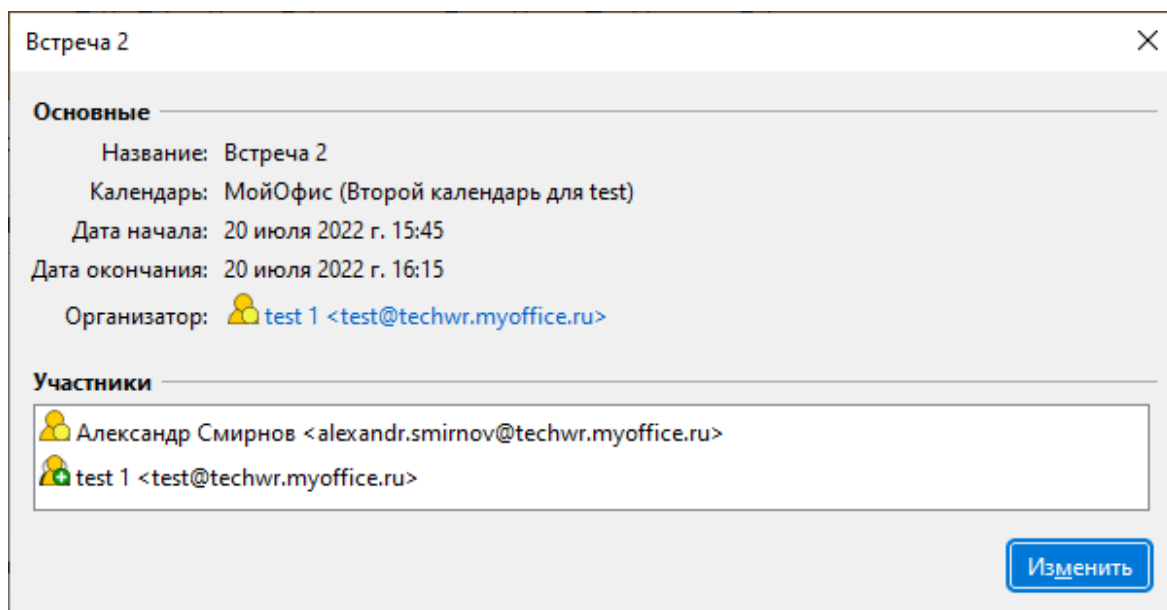 Встреча 2
Основные
Название: Встреча 2
Календарь: МойОфис (Второй календарь для test)
Дата начала: 20 июля 2022 г. 15:45
Дата окончания: 20 июля 2022 г. 16:15
Организатор: test 1 <test@techwr.myoffice.ru>
Участники
Александр Смирнов <alexandr.smirnov@techwr.myoffice.ru>
test 1 <test@techwr.myoffice.ru>
Изменить